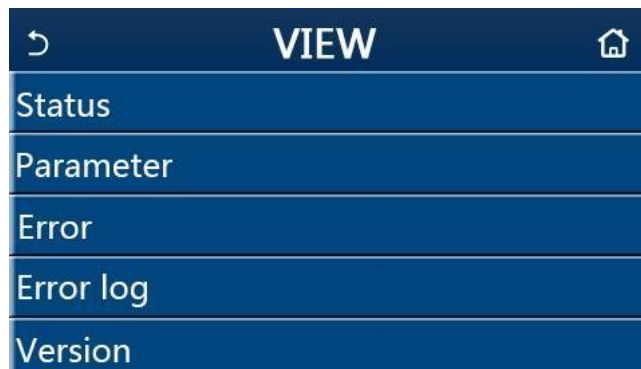 VIEW
Status
Parameter
Error
Error log
Version